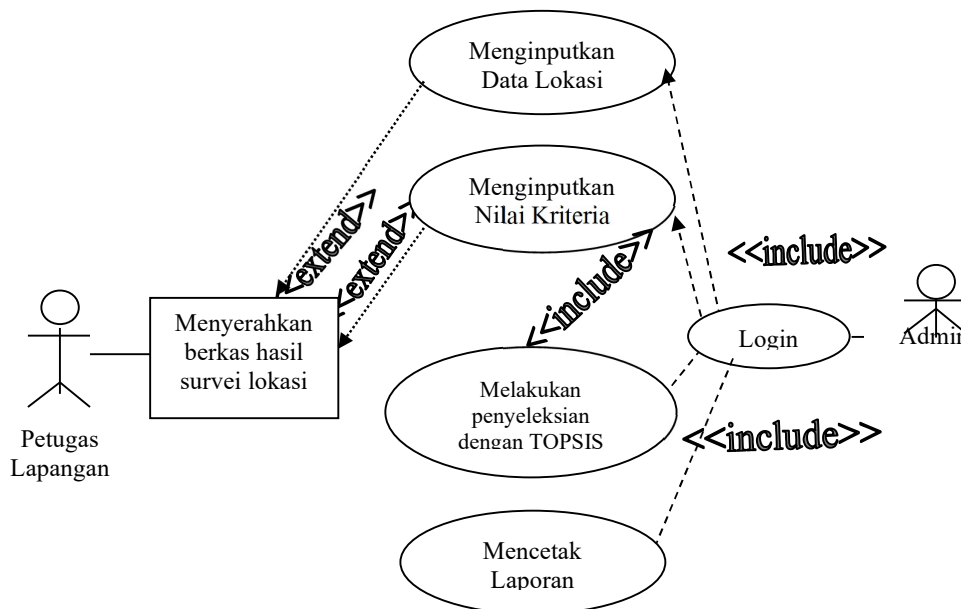 Menginputkan
Data Lokasi
Menginputkan
Nilai Kriteria
<<extend>>
<<extend>>
<<include>>
<<include>>
Menyerahkan
berkas hasil
survei lokasi
Login
Admin
Melakukan
penyeleksian
dengan TOPSIS
<<include>>
Petugas
Lapangan
Mencetak
Laporan